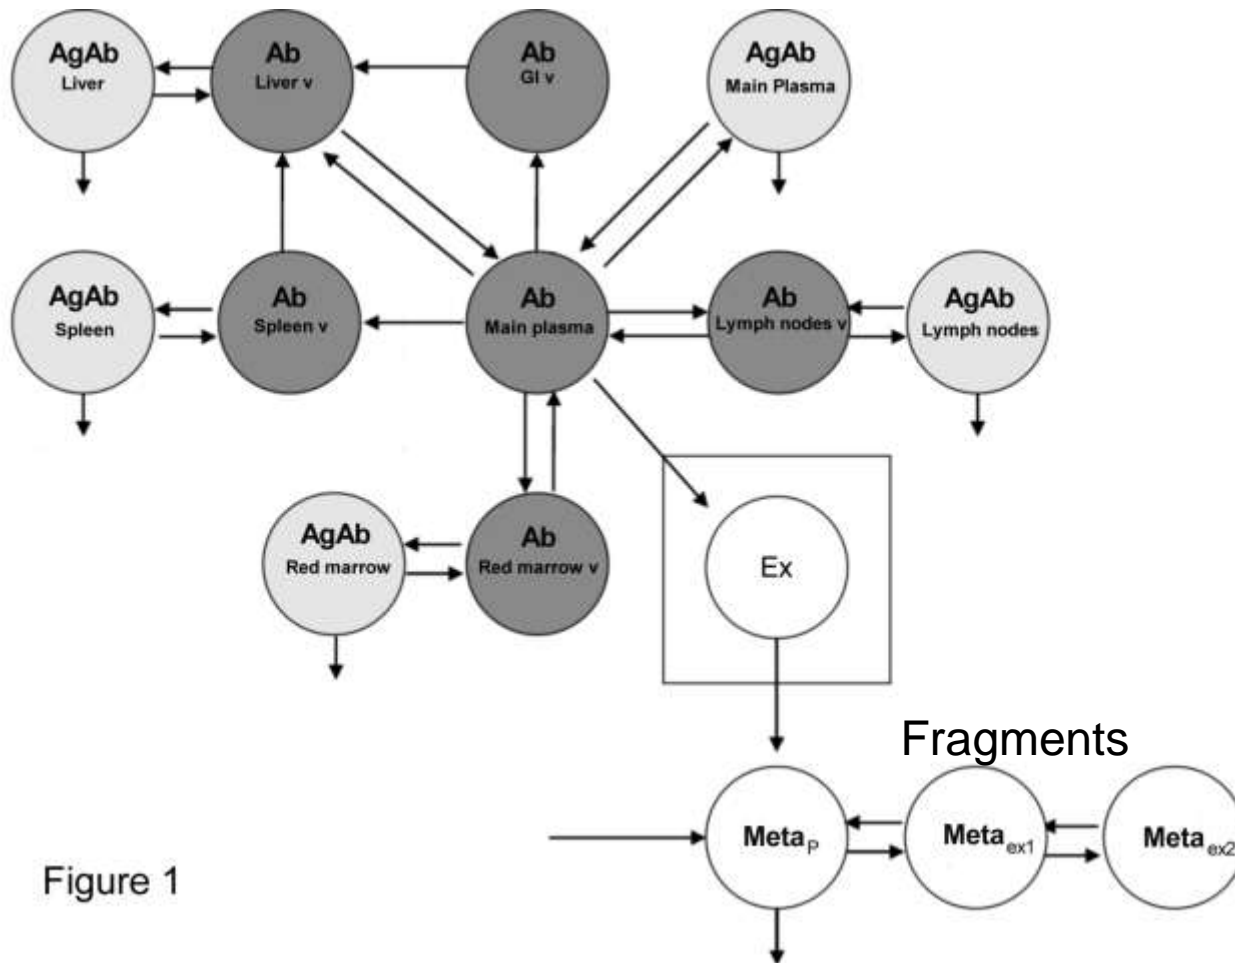 AgAb
Liver
Ab
Liver v
Ab
GI v
AgAb
Main Plasma
AgAb
Spleen
Ab
Spleen v
Ab
Main plasma
Ab
Lymph nodes v
AgAb
Lymph nodes
AgAb
Red marrow
Ab
Red marrow v
Ex
Fragments
Meta_P
Meta_ex1
Meta_ex2
Figure 1